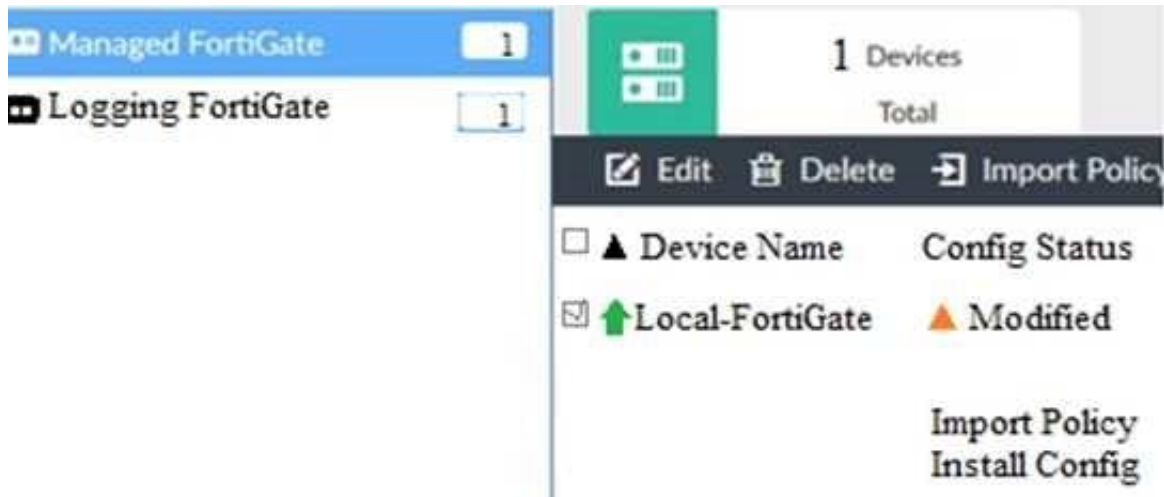 Managed FortiGate 1
Logging FortiGate 1
1 Devices
Total
Edit Delete Import Policy
Device Name Config Status
Local-FortiGate Modified
Import Policy
Install Config